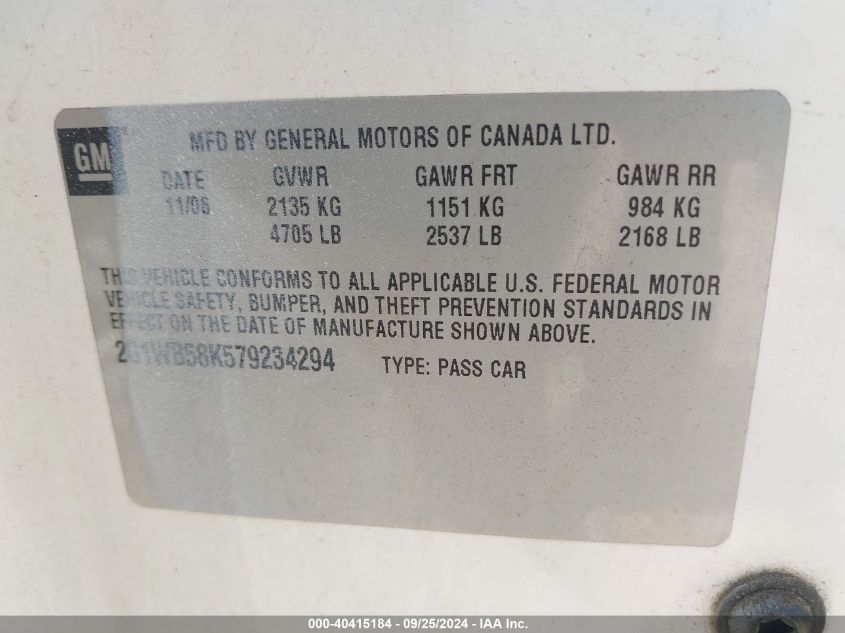 GM
MFD BY GENERAL MOTORS OF CANADA LTD.
DATE GVWR GAWR FRT GAWR RR
11/06 2135 KG 1151 KG 984 KG
4705 LB 2537 LB 2168 LB
THIS VEHICLE CONFORMS TO ALL APPLICABLE U.S. FEDERAL MOTOR
VEHICLE SAFETY, BUMPER, AND THEFT PREVENTION STANDARDS IN
EFFECT ON THE DATE OF MANUFACTURE SHOWN ABOVE.
2G1WB58K579234294 TYPE: PASS CAR
000-40415184 - 09/25/2024 - IAA Inc.